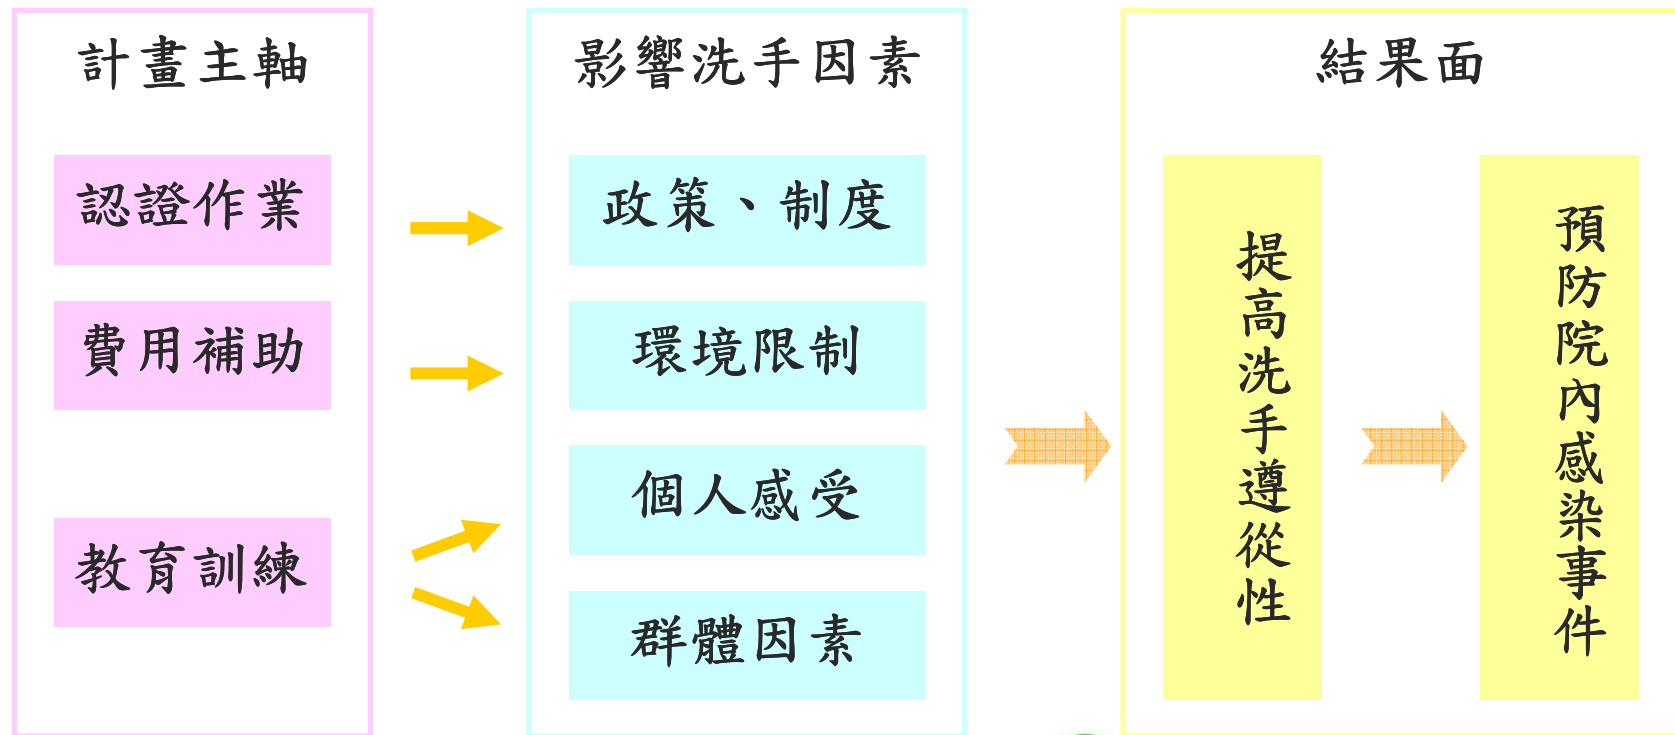 計畫主軸
認證作業
費用補助
教育訓練
影響洗手因素
政策、制度
環境限制
個人感受
群體因素
結果面
提高洗手遵從性
預防院內感染事件